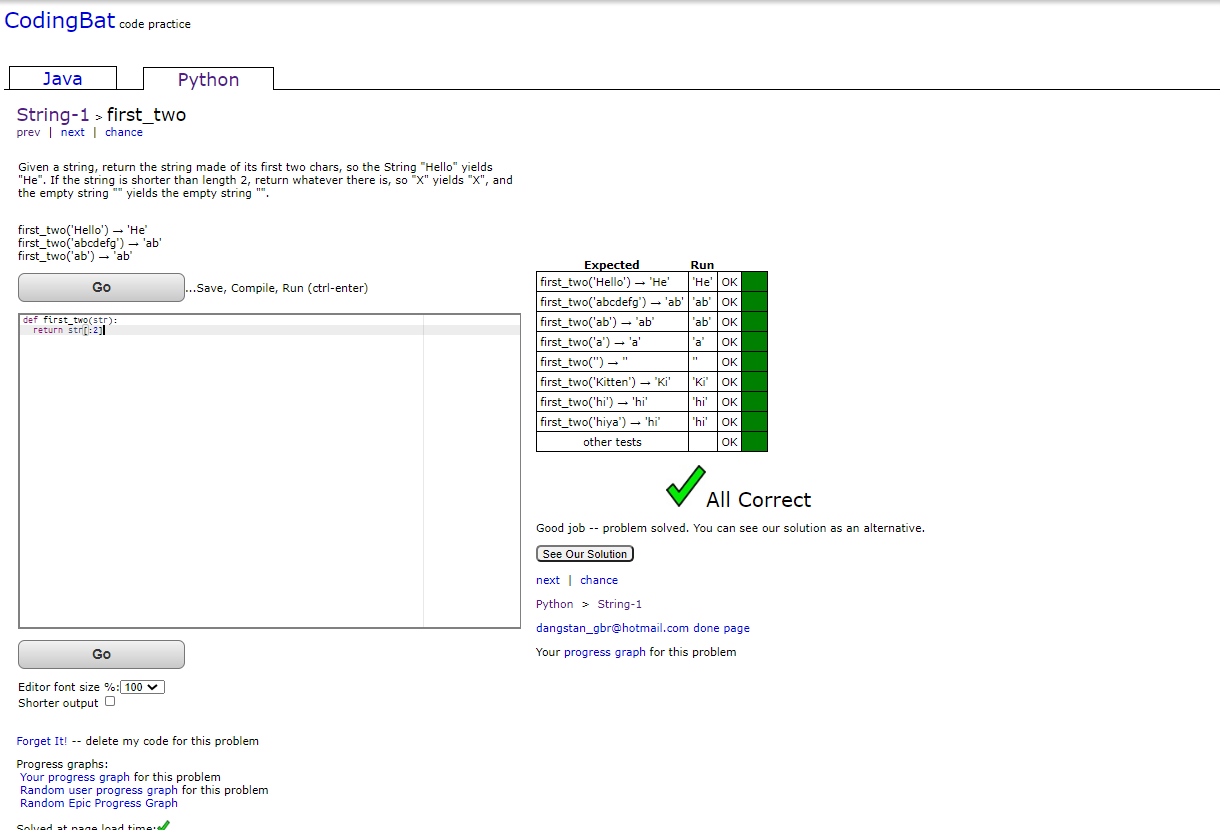 CodingBat code practice
Java
Python
String-1 > first_two
prev | next | chance
Given a string, return the string made of its first two chars, so the String "Hello" yields
"He". If the string is shorter than length 2, return whatever there is, so "X" yields "X", and
the empty string "" yields the empty string "".
first_two('Hello') → 'He'
first_two('abcdefg') → 'ab'
first_two('ab') → 'ab'
Go ...Save, Compile, Run (ctrl-enter)
def first_two(str):
  return str[:2]
Go
Editor font size %: 100
Shorter output
Forget It! -- delete my code for this problem
Progress graphs:
Your progress graph for this problem
Random user progress graph for this problem
Random Epic Progress Graph
Solved at page load time:
Expected Run
first_two('Hello') → 'He' 'He' OK
first_two('abcdefg') → 'ab' 'ab' OK
first_two('ab') → 'ab' 'ab' OK
first_two('a') → 'a' 'a' OK
first_two('') → '' '' OK
first_two('Kitten') → 'Ki' 'Ki' OK
first_two('hi') → 'hi' 'hi' OK
first_two('hiya') → 'hi' 'hi' OK
other tests OK
All Correct
Good job -- problem solved. You can see our solution as an alternative.
See Our Solution
next | chance
Python > String-1
dangstan_gbr@hotmail.com done page
Your progress graph for this problem